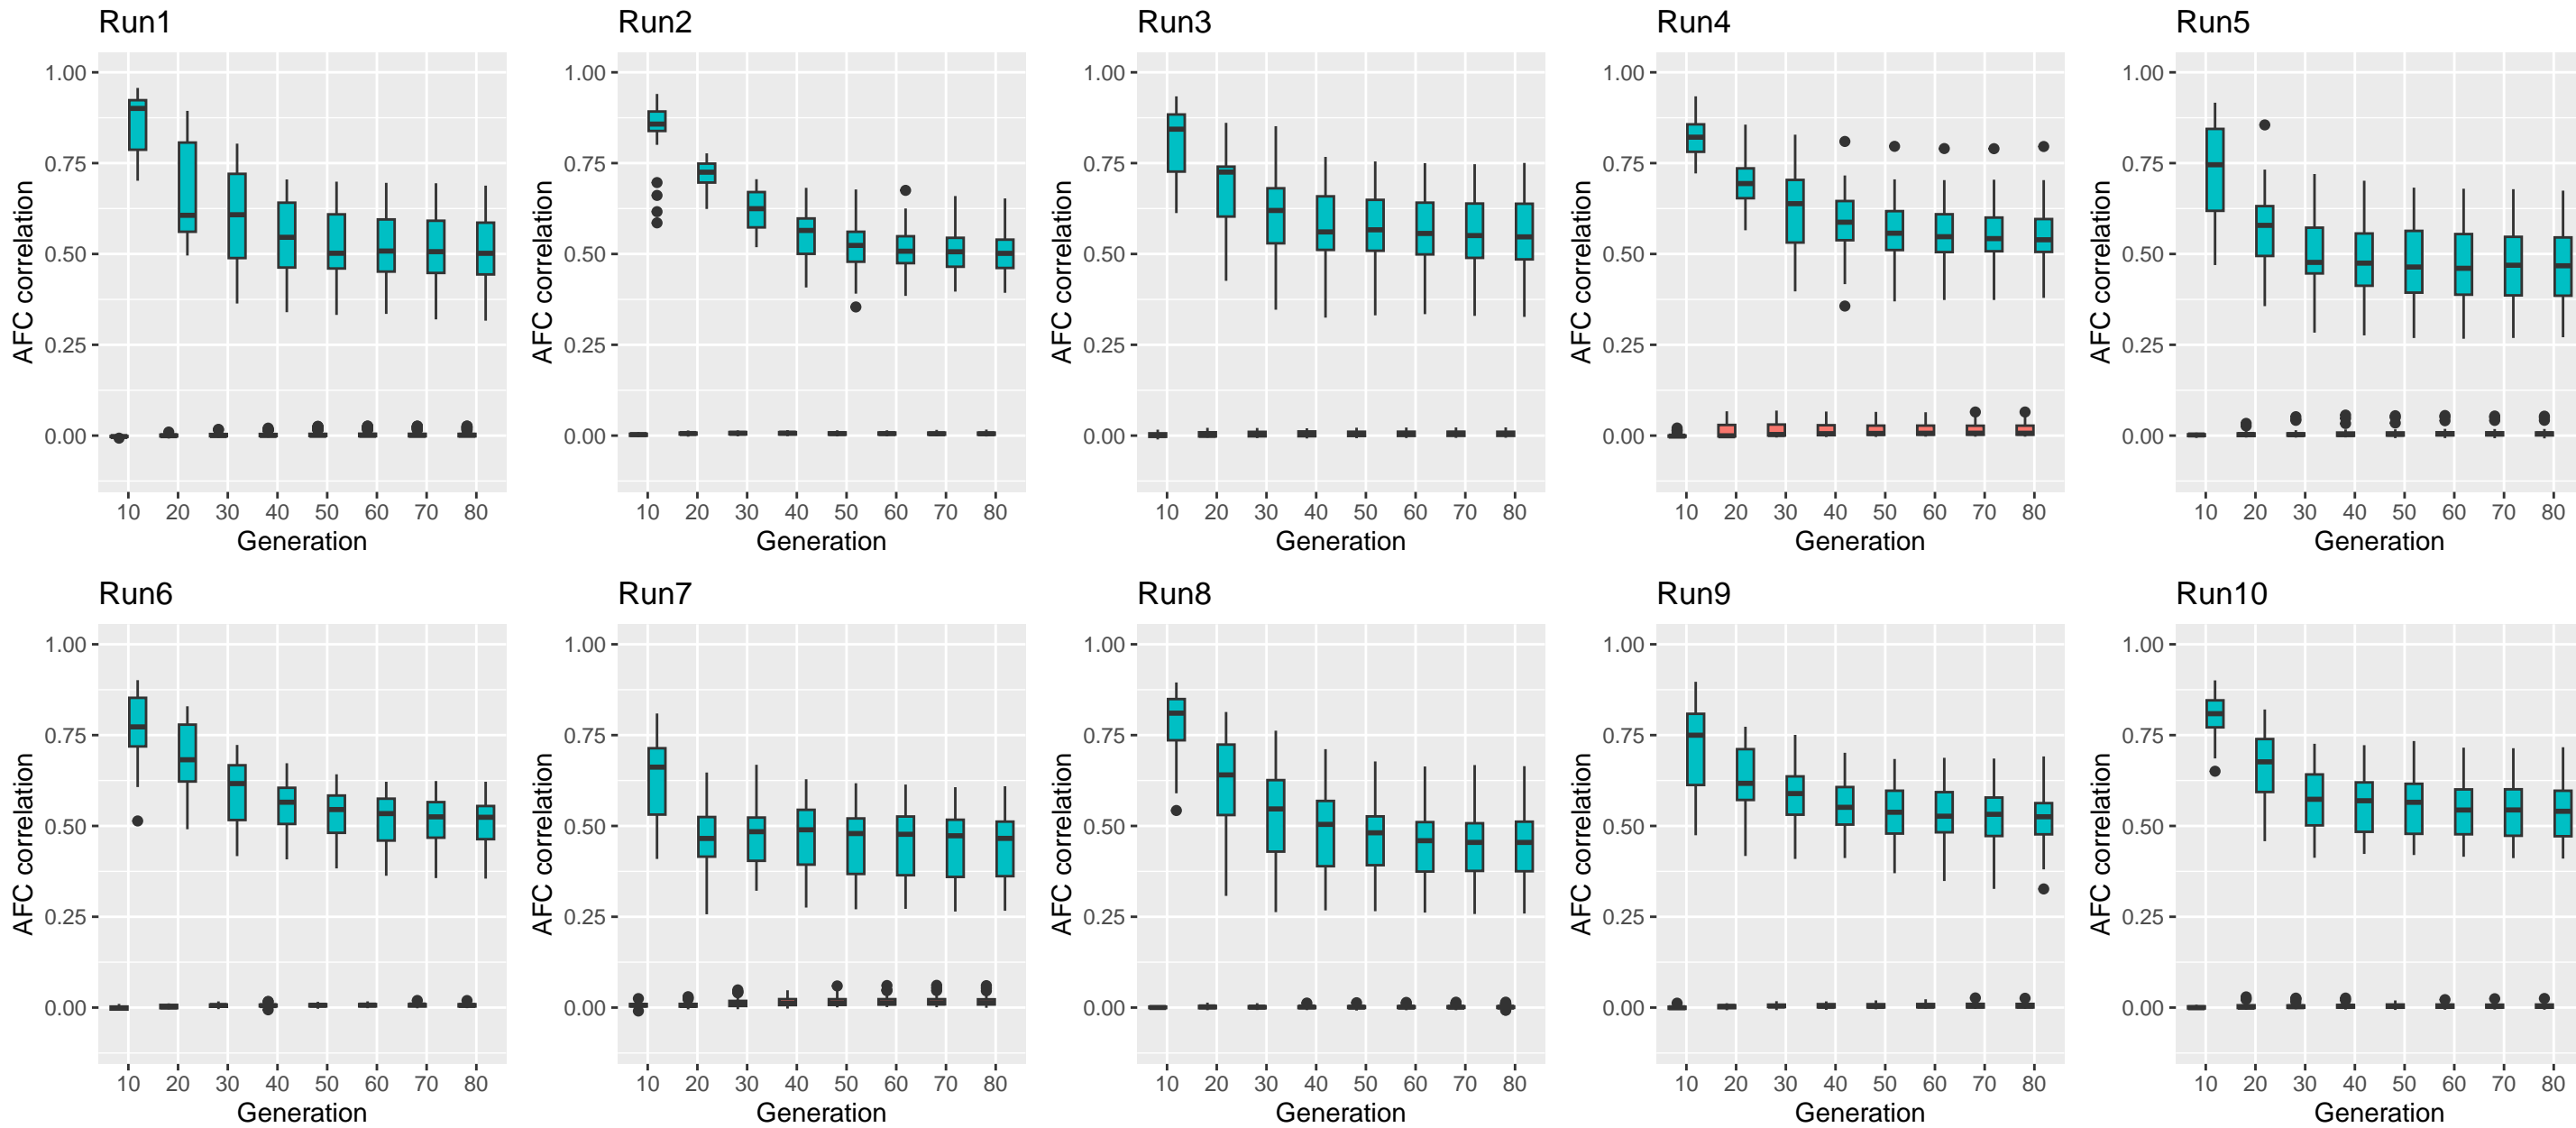 Run1 Run2 Run3 Run4 Run5
1.00 1.00 1.00 1.00 1.00
0.75 0.75 0.75 0.75 0.75
0.50 0.50 0.50 0.50 0.50
0.25 0.25 0.25 0.25 0.25
0.00 0.00 0.00 0.00 0.00
AFC correlation AFC correlation AFC correlation AFC correlation AFC correlation
10 20 30 40 50 60 70 80 10 20 30 40 50 60 70 80 10 20 30 40 50 60 70 80 10 20 30 40 50 60 70 80 10 20 30 40 50 60 70 80
Generation Generation Generation Generation Generation
Run6 Run7 Run8 Run9 Run10
1.00 1.00 1.00 1.00 1.00
0.75 0.75 0.75 0.75 0.75
0.50 0.50 0.50 0.50 0.50
0.25 0.25 0.25 0.25 0.25
0.00 0.00 0.00 0.00 0.00
AFC correlation AFC correlation AFC correlation AFC correlation AFC correlation
10 20 30 40 50 60 70 80 10 20 30 40 50 60 70 80 10 20 30 40 50 60 70 80 10 20 30 40 50 60 70 80 10 20 30 40 50 60 70 80
Generation Generation Generation Generation Generation